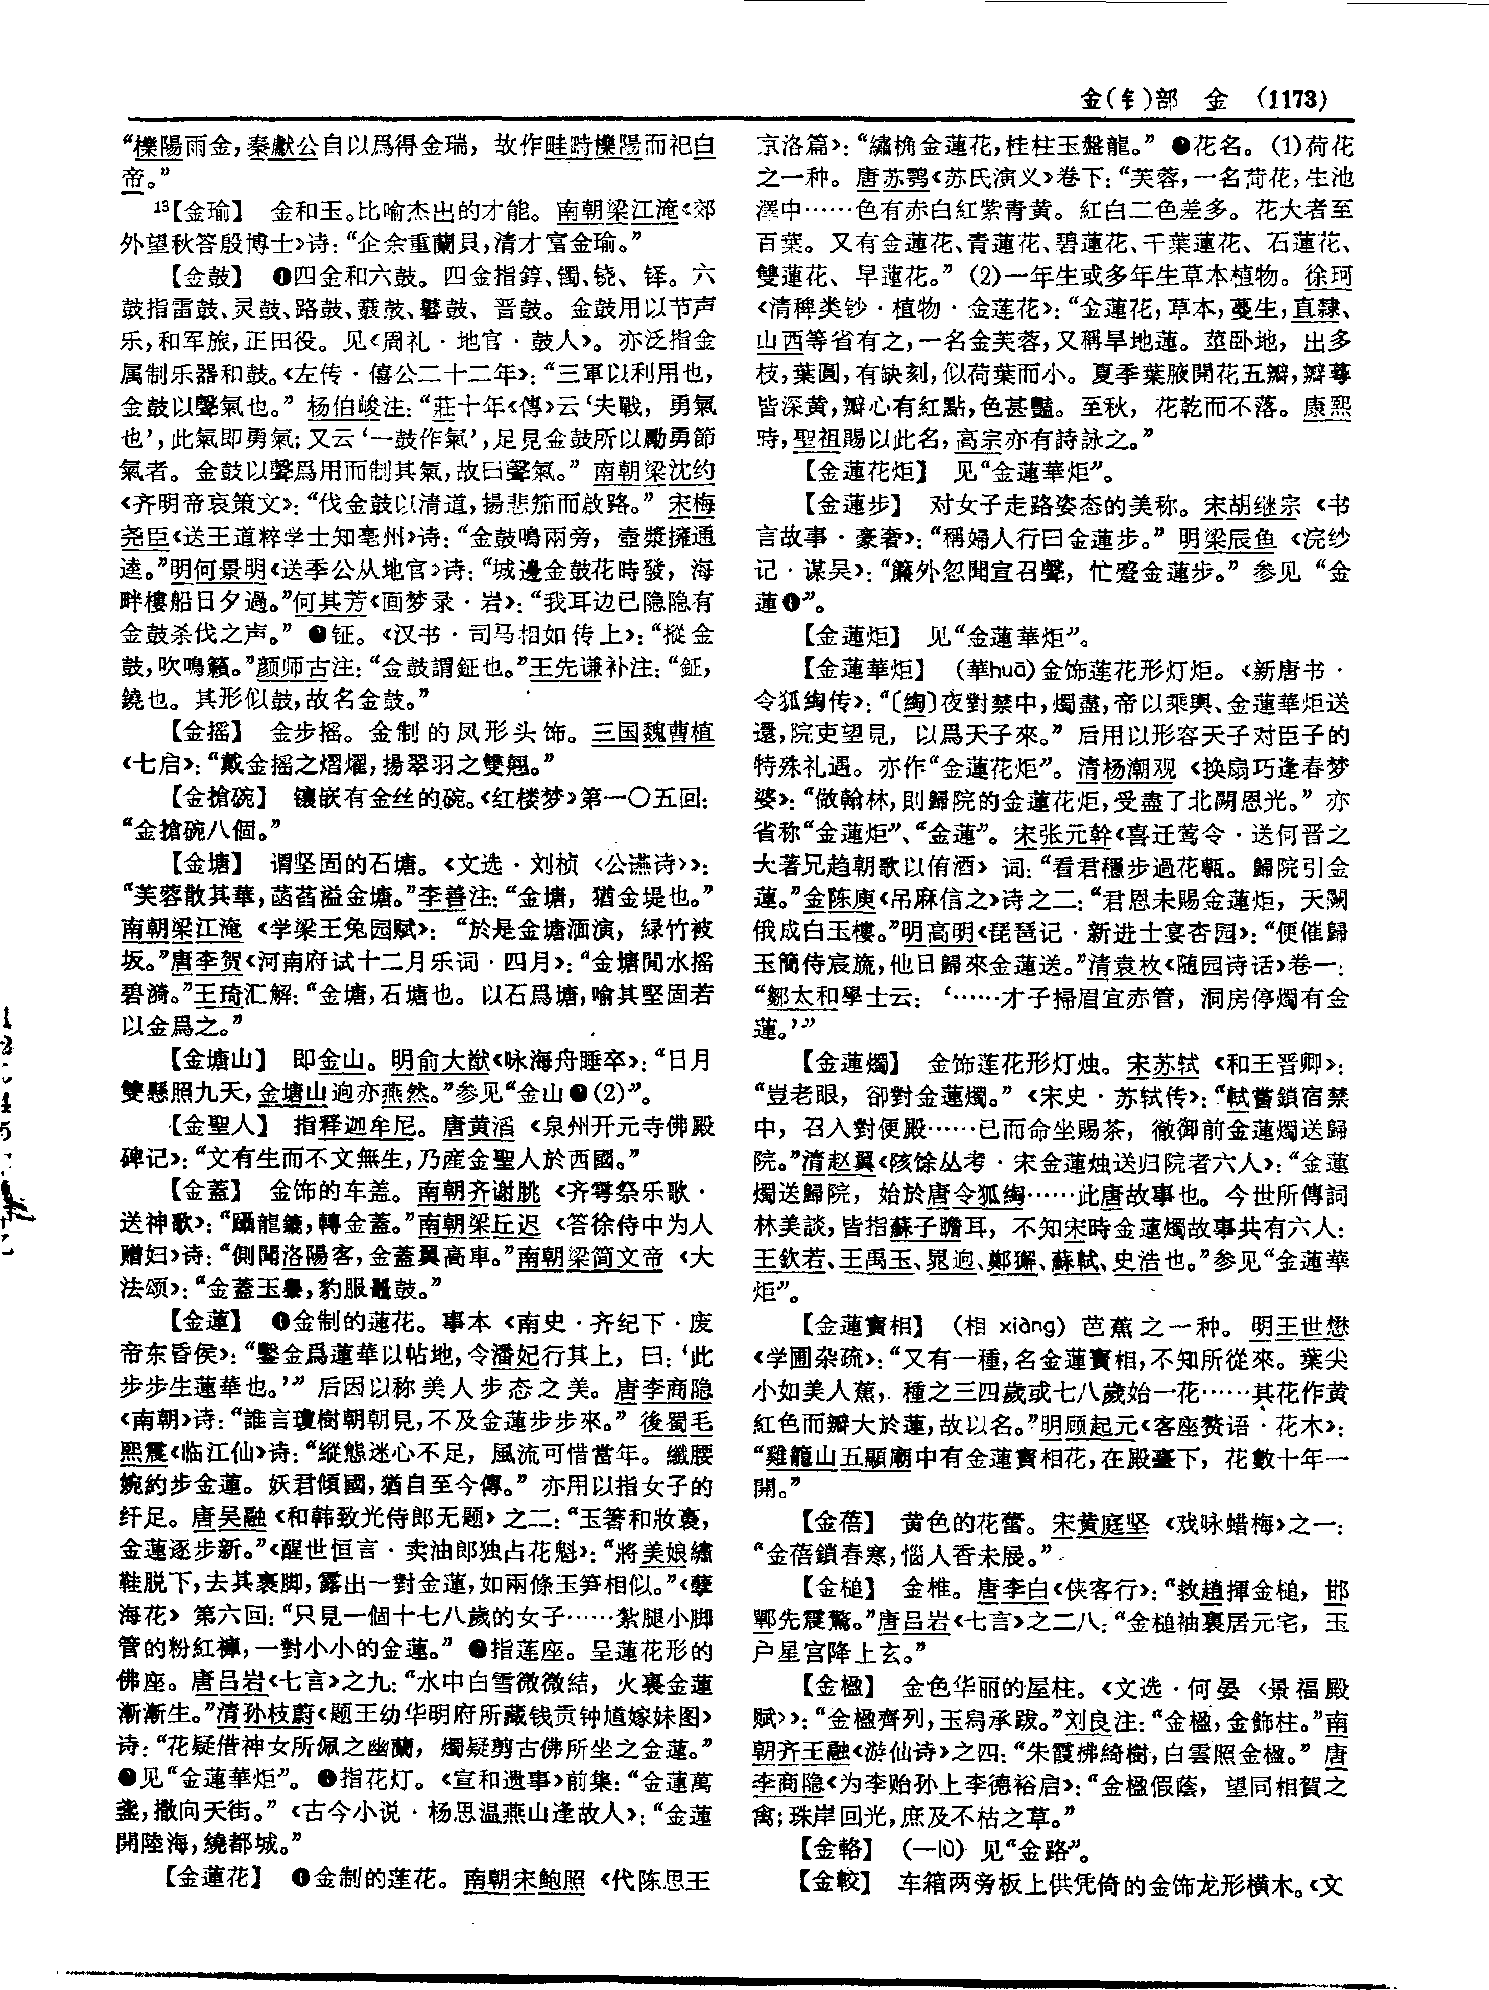 金(钅)部　金　(1173)
“櫟陽雨金，秦獻公自以爲得金瑞，故作畦畤櫟陽而祀白
帝。”
13【金瑜】　金和玉。比喻杰出的才能。南朝梁江淹《郊
外望秋答殷博士》诗：“企余重蘭貝，清才富金瑜。”
【金鼓】　❶四金和六鼓。四金指錞、镯、铙、铎。六
鼓指雷鼓、灵鼓、路鼓、鼖鼓、鼛鼓、晋鼓。金鼓用以节声
乐，和军旅，正田役。见《周礼·地官·鼓人》。亦泛指金
属制乐器和鼓。《左传·僖公二十二年》：“三軍以利用也，
金鼓以聲氣也。”杨伯峻注：“莊十年《傳》云‘夫戰，勇氣
也’，此氣即勇氣；又云‘一鼓作氣’，足見金鼓所以勵勇節
氣者。金鼓以聲爲用而制其氣，故曰聲氣。”南朝梁沈约
《齐明帝哀策文》：“伐金鼓以清道，揚悲笳而啟路。”宋梅
尧臣《送王道粹学士知亳州》诗：“金鼓鳴兩旁，壺漿擁通
逵。”明何景明《送季公从地官》诗：“城邊金鼓花時發，海
畔樓船日夕過。”何其芳《画梦录·岩》：“我耳边已隐隐有
金鼓杀伐之声。”❷钲。《汉书·司马相如传上》：“摐金
鼓，吹鳴籟。”颜师古注：“金鼓謂鉦也。”王先谦补注：“鉦，
鐃也。其形似鼓，故名金鼓。”
【金摇】　金步摇。金制的凤形头饰。三国魏曹植
《七启》：“戴金摇之熠燿，揚翠羽之雙翹。”
【金搶碗】　镶嵌有金丝的碗。《红楼梦》第一〇五回：
“金搶碗八個。”
【金塘】　谓坚固的石塘。《文选·刘桢〈公䜩诗〉》：
“芙蓉散其華，菡萏溢金塘。”李善注：“金塘，猶金堤也。”
南朝梁江淹《学梁王兔园赋》：“於是金塘湎演，緑竹被
坂。”唐李贺《河南府试十二月乐词·四月》：“金塘閒水摇
碧漪。”王琦汇解：“金塘，石塘也。以石爲塘，喻其堅固若
以金爲之。”
【金塘山】　即金山。明俞大猷《咏海舟睡卒》：“日月
雙懸照九天，金塘山迥亦燕然。”参见“金山❶(2)”。
【金聖人】　指释迦牟尼。唐黄滔《泉州开元寺佛殿
碑记》：“文有生而不文無生，乃産金聖人於西國。”
【金蓋】　金饰的车盖。南朝齐谢朓《齐雩祭乐歌·
送神歌》：“躡龍鑣，轉金蓋。”南朝梁丘迟《答徐侍中为人
赠妇》诗：“側聞洛陽客，金蓋翼高車。”南朝梁简文帝《大
法颂》：“金蓋玉轝，豹服鼉鼓。”
【金蓮】　❶金制的蓮花。事本《南史·齐纪下·废
帝东昏侯》：“鑿金爲蓮華以帖地，令潘妃行其上，曰：‘此
步步生蓮華也。’”后因以称美人步态之美。唐李商隐
《南朝》诗：“誰言瓊樹朝朝見，不及金蓮步步來。”後蜀毛
熙震《临江仙》诗：“縱態迷心不足，風流可惜當年。纖腰
婉約步金蓮。妖君傾國，猶自至今傳。”亦用以指女子的
纤足。唐吴融《和韩致光侍郎无题》之二：“玉箸和妝裛，
金蓮逐步新。”《醒世恒言·卖油郎独占花魁》：“將美娘繡
鞋脱下，去其裹脚，露出一對金蓮，如兩條玉笋相似。”《孽
海花》第六回：“只見一個十七八歲的女子……紮腿小脚
管的粉紅褲，一對小小的金蓮。”❷指莲座。呈蓮花形的
佛座。唐吕岩《七言》之九：“水中白雪微微結，火裏金蓮
漸漸生。”清孙枝蔚《题王幼华明府所藏钱贡钟馗嫁妹图》
诗：“花疑借神女所佩之幽蘭，燭疑剪古佛所坐之金蓮。”
❸见“金蓮華炬”。❹指花灯。《宣和遗事》前集：“金蓮萬
盞，撒向天街。”《古今小说·杨思温燕山逢故人》：“金蓮
開陸海，繞都城。”
【金蓮花】　❶金制的莲花。南朝宋鲍照《代陈思王
京洛篇》：“繡桷金蓮花，桂柱玉盤龍。”❷花名。(1)荷花
之一种。唐苏鹗《苏氏演义》卷下：“芙蓉，一名荷花，生池
澤中……色有赤白紅紫青黄。紅白二色差多。花大者至
百葉。又有金蓮花、青蓮花、碧蓮花、千葉蓮花、石蓮花、
雙蓮花、旱蓮花。”(2)一年生或多年生草本植物。徐珂
《清稗类钞·植物·金莲花》：“金蓮花，草本，蔓生，直隸、
山西等省有之，一名金芙蓉，又稱旱地蓮。莖卧地，出多
枝，葉圓，有缺刻，似荷葉而小。夏季葉腋開花五瓣，瓣萼
皆深黄，瓣心有紅點，色甚豔。至秋，花乾而不落。康熙
時，聖祖賜以此名，高宗亦有詩詠之。”
【金蓮花炬】　见“金蓮華炬”。
【金蓮步】　对女子走路姿态的美称。宋胡继宗《书
言故事·豪奢》：“稱婦人行曰金蓮步。”明梁辰鱼《浣纱
记·谋吴》：“簾外忽聞宣召聲，忙蹙金蓮步。”参见“金
蓮❶”。
【金蓮炬】　见“金蓮華炬”。
【金蓮華炬】　(華huā)金饰莲花形灯炬。《新唐书·
令狐绹传》：“〔綯〕夜對禁中，燭盡，帝以乘輿、金蓮華炬送
還，院吏望見，以爲天子來。”后用以形容天子对臣子的
特殊礼遇。亦作“金蓮花炬”。清杨潮观《换扇巧逢春梦
婆》：“做翰林，則歸院的金蓮花炬，受盡了北闕恩光。”亦
省称“金蓮炬”、“金蓮”。宋张元幹《喜迁莺令·送何晋之
大著兄趋朝歌以侑酒》词：“看君穩步過花甎。歸院引金
蓮。”金陈庾《吊麻信之》诗之二：“君恩未賜金蓮炬，天闕
俄成白玉樓。”明高明《琵琶记·新进士宴杏园》：“便催歸
玉簡侍宸旒，他日歸來金蓮送。”清袁枚《随园诗话》卷一：
“鄒太和學士云：‘……才子掃眉宜赤管，洞房停燭有金
蓮。’”
【金蓮燭】　金饰莲花形灯烛。宋苏轼《和王晋卿》：
“豈老眼，卻對金蓮燭。”《宋史·苏轼传》：“軾嘗鎖宿禁
中，召入對便殿……已而命坐賜茶，徹御前金蓮燭送歸
院。”清赵翼《陔馀丛考·宋金蓮烛送归院者六人》：“金蓮
燭送歸院，始於唐令狐綯……此唐故事也。今世所傳詞
林美談，皆指蘇子瞻耳，不知宋時金蓮燭故事共有六人：
王欽若、王禹玉、晁迥、鄭獬、蘇軾、史浩也。”参见“金蓮華
炬”。
【金蓮寶相】　(相 xiàng)　芭蕉之一种。明王世懋
《学圃杂疏》：“又有一種，名金蓮寶相，不知所從來。葉尖
小如美人蕉，種之三四歲或七八歲始一花……其花作黄
紅色而瓣大於蓮，故以名。”明顾起元《客座赘语·花木》：
“雞籠山五顯廟中有金蓮寶相花，在殿臺下，花數十年一
開。”
【金蓓】　黄色的花蕾。宋黄庭坚《戏咏蜡梅》之一：
“金蓓鎖春寒，惱人香未展。”
【金槌】　金椎。唐李白《侠客行》：“救趙揮金槌，邯
鄲先震驚。”唐吕岩《七言》之二八：“金槌袖裏居元宅，玉
户星宫降上玄。”
【金楹】　金色华丽的屋柱。《文选·何晏〈景福殿
赋〉》：“金楹齊列，玉舄承跋。”刘良注：“金楹，金飾柱。”南
朝齐王融《游仙诗》之四：“朱霞拂綺樹，白雲照金楹。”唐
李商隐《为李贻孙上李德裕启》：“金楹假蔭，望同相賀之
禽；珠岸回光，庶及不枯之草。”
【金輅】　(—lù)　见“金路”。
【金較】　车箱两旁板上供凭倚的金饰龙形横木。《文